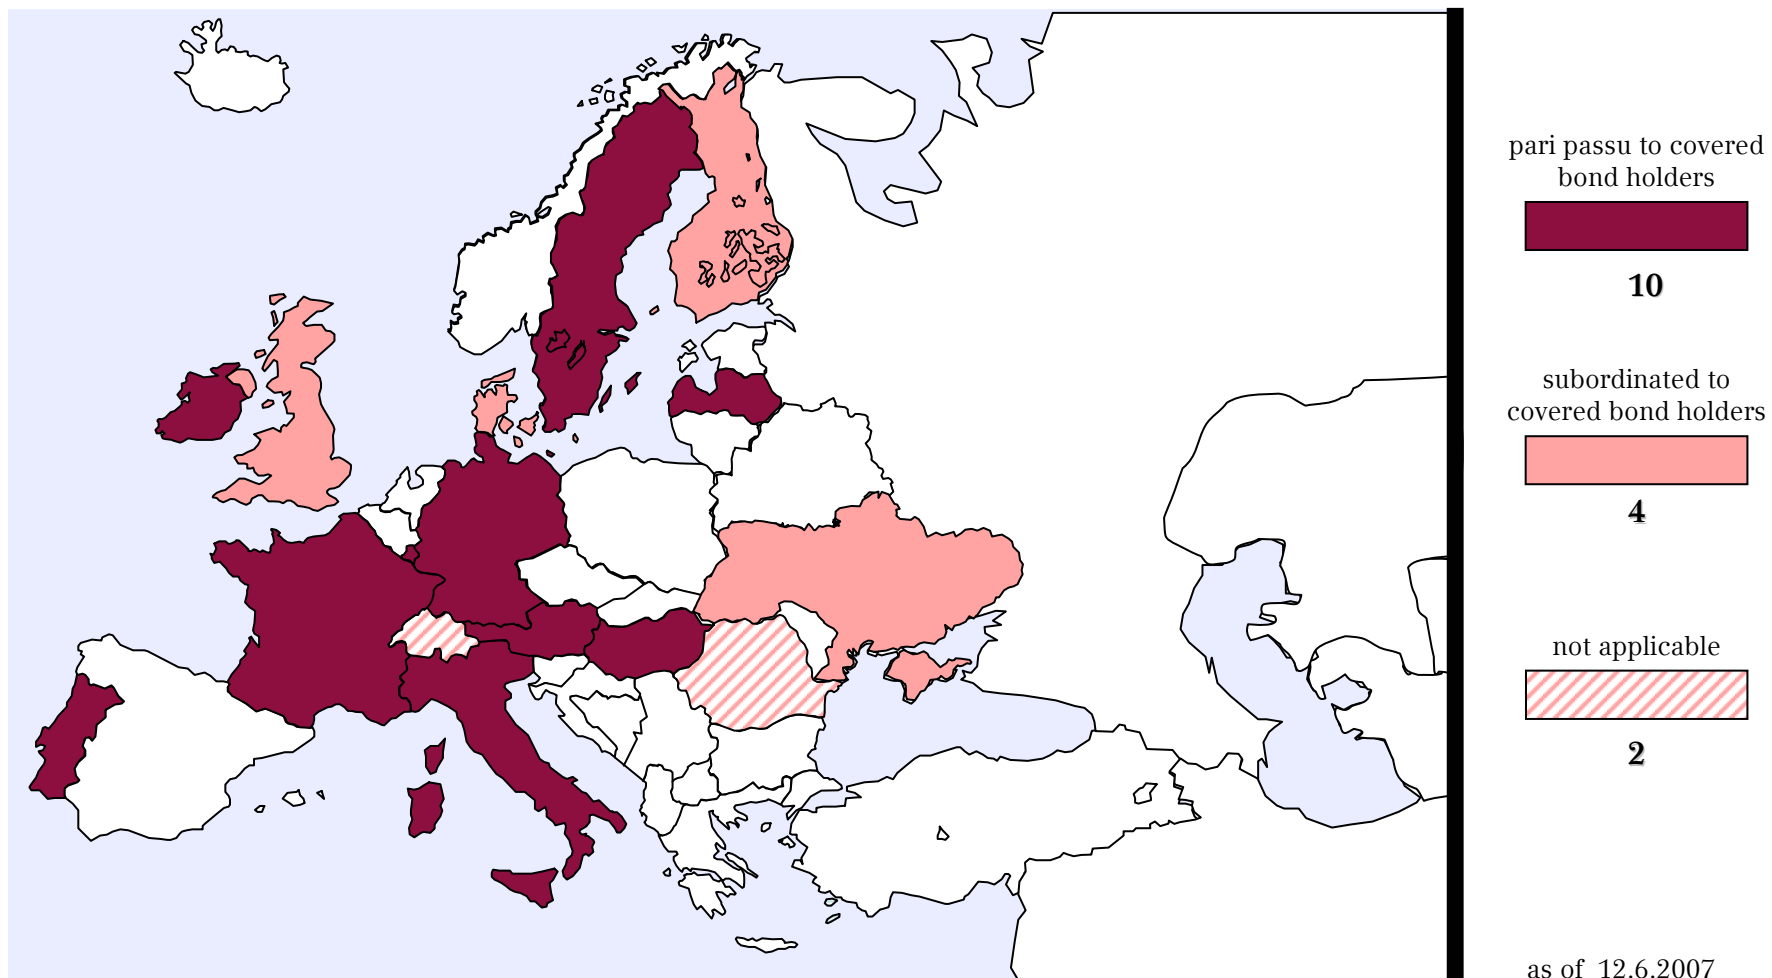 pari passu to covered
bond holders
10
subordinated to
covered bond holders
4
not applicable
2
as of 12.6.2007